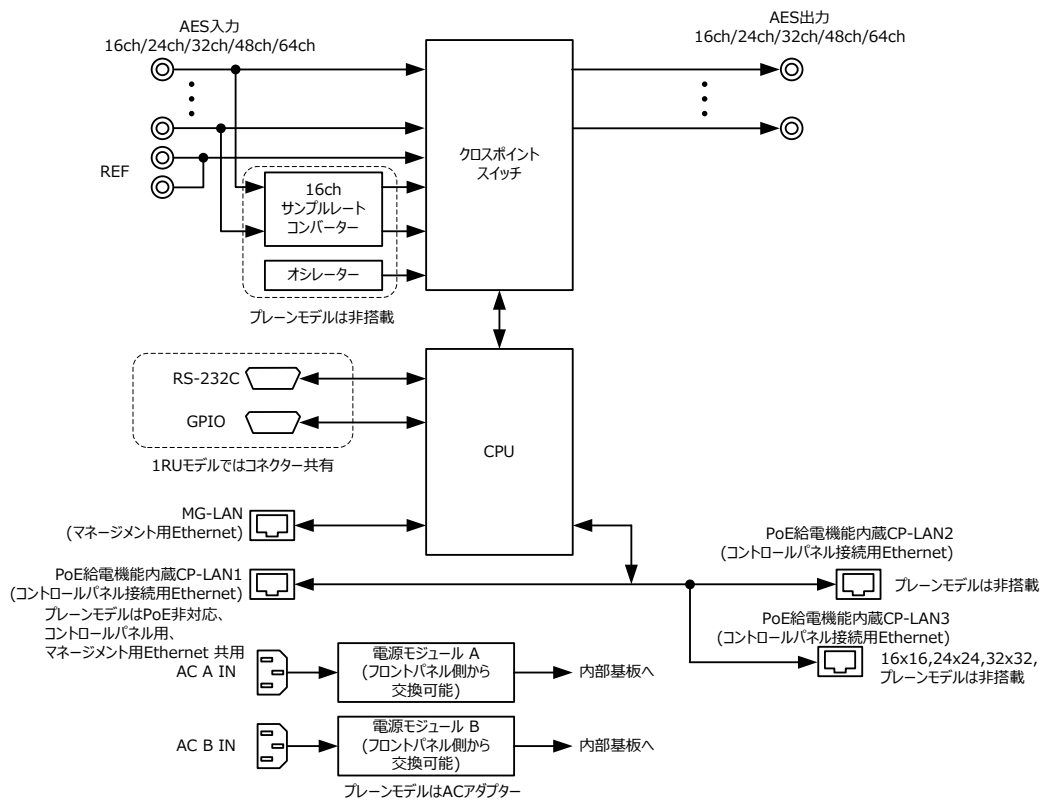 AES入力
16ch/24ch/32ch/48ch/64ch
AES出力
16ch/24ch/32ch/48ch/64ch
REF
クロスポイント
スイッチ
16ch
サンプルレート
コンバーター
オシレーター
プレーンモデルは非搭載
RS-232C
GPIO
1RUモデルではコネクター共有
CPU
MG-LAN
(マネージメント用Ethernet)
PoE給電機能内蔵CP-LAN1
(コントロールパネル接続用Ethernet)
プレーンモデルはPoE非対応、
コントロールパネル用、
マネージメント用Ethernet 共用
PoE給電機能内蔵CP-LAN2
(コントロールパネル接続用Ethernet)
プレーンモデルは非搭載
PoE給電機能内蔵CP-LAN3
(コントロールパネル接続用Ethernet)
16x16,24x24,32x32,
プレーンモデルは非搭載
AC A IN
電源モジュール A
(フロントパネル側から
交換可能)
内部基板へ
AC B IN
電源モジュール B
(フロントパネル側から
交換可能)
内部基板へ
プレーンモデルはACアダプター